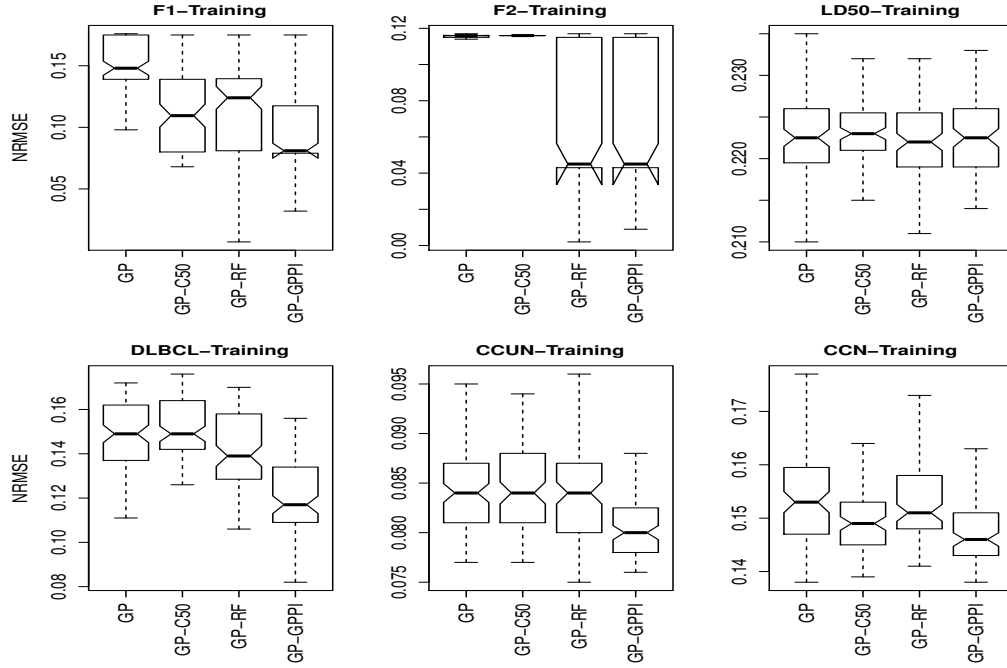 F1−Training
F2−Training
LD50−Training
NRMSE
0.15
0.10
0.05
GP
GP−C50
GP−RF
GP−GPPI
0.12
0.08
0.04
0.00
GP
GP−C50
GP−RF
GP−GPPI
0.230
0.220
0.210
GP
GP−C50
GP−RF
GP−GPPI
DLBCL−Training
CCUN−Training
CCN−Training
NRMSE
0.16
0.14
0.12
0.10
0.08
GP
GP−C50
GP−RF
GP−GPPI
0.095
0.090
0.085
0.080
0.075
GP
GP−C50
GP−RF
GP−GPPI
0.17
0.16
0.15
0.14
GP
GP−C50
GP−RF
GP−GPPI